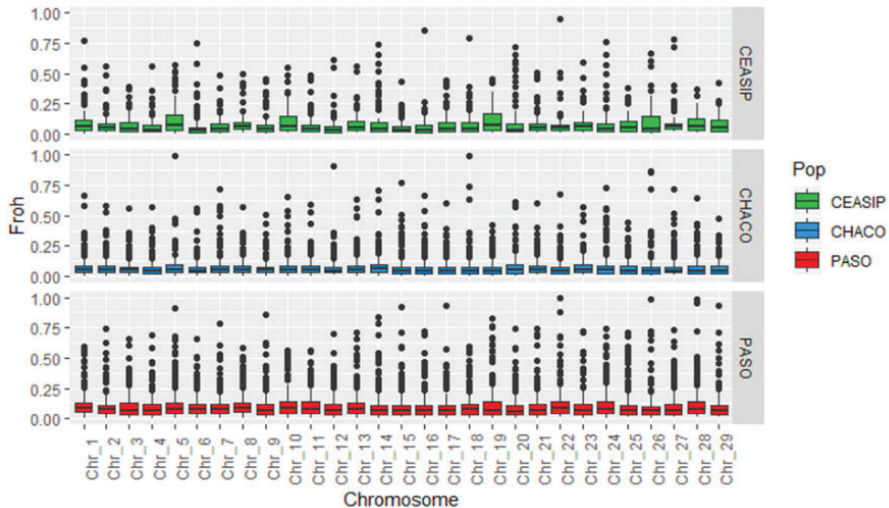 1.00
0.75
0.50
0.25
0.00
CEASIP
1.00
0.75
0.50
0.25
0.00
CHACO
1.00
0.75
0.50
0.25
0.00
PASO
Froh
Chr_1
Chr_2
Chr_3
Chr_4
Chr_5
Chr_6
Chr_7
Chr_8
Chr_9
Chr_10
Chr_11
Chr_12
Chr_13
Chr_14
Chr_15
Chr_16
Chr_17
Chr_18
Chr_19
Chr_20
Chr_21
Chr_22
Chr_23
Chr_24
Chr_25
Chr_26
Chr_27
Chr_28
Chr_29
Chromosome
Pop
CEASIP
CHACO
PASO